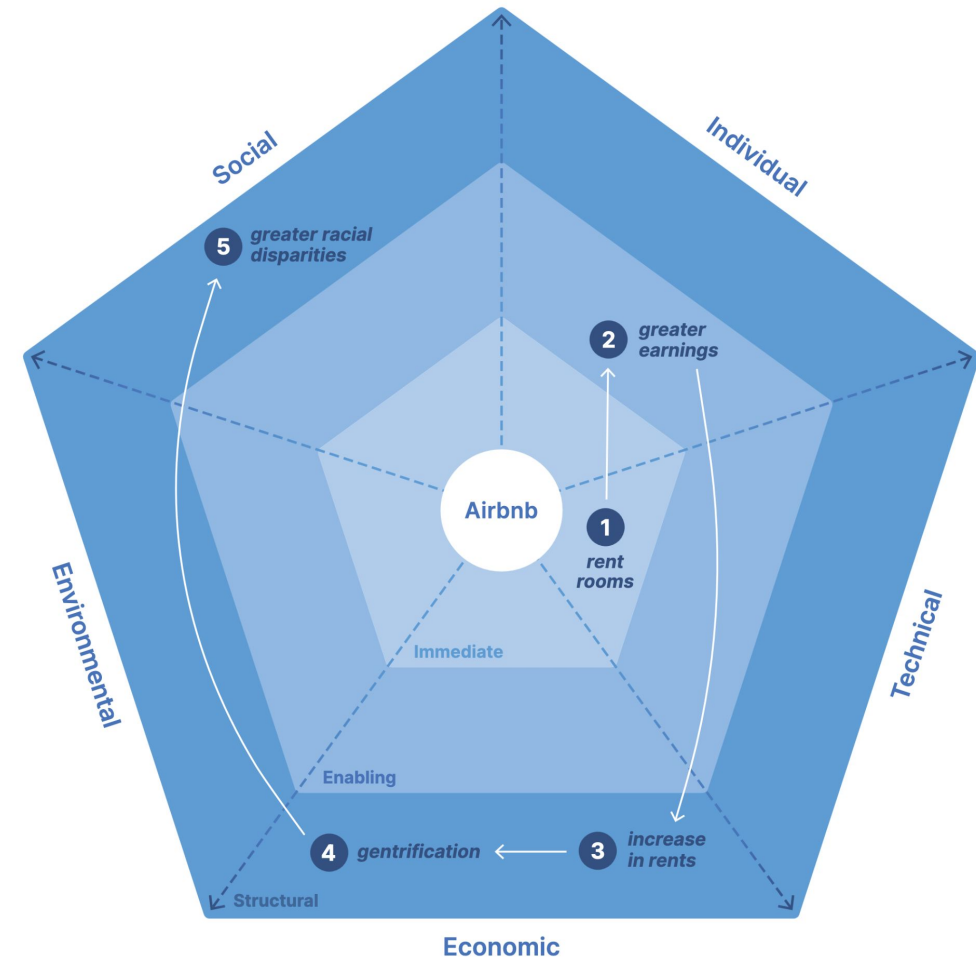 Social
Individual
5
greater racial
disparities
2
greater
earnings
Airbnb
1
rent
rooms
Environmental
Technical
Immediate
Enabling
4
gentrification
3
increase
in rents
Structural
Economic